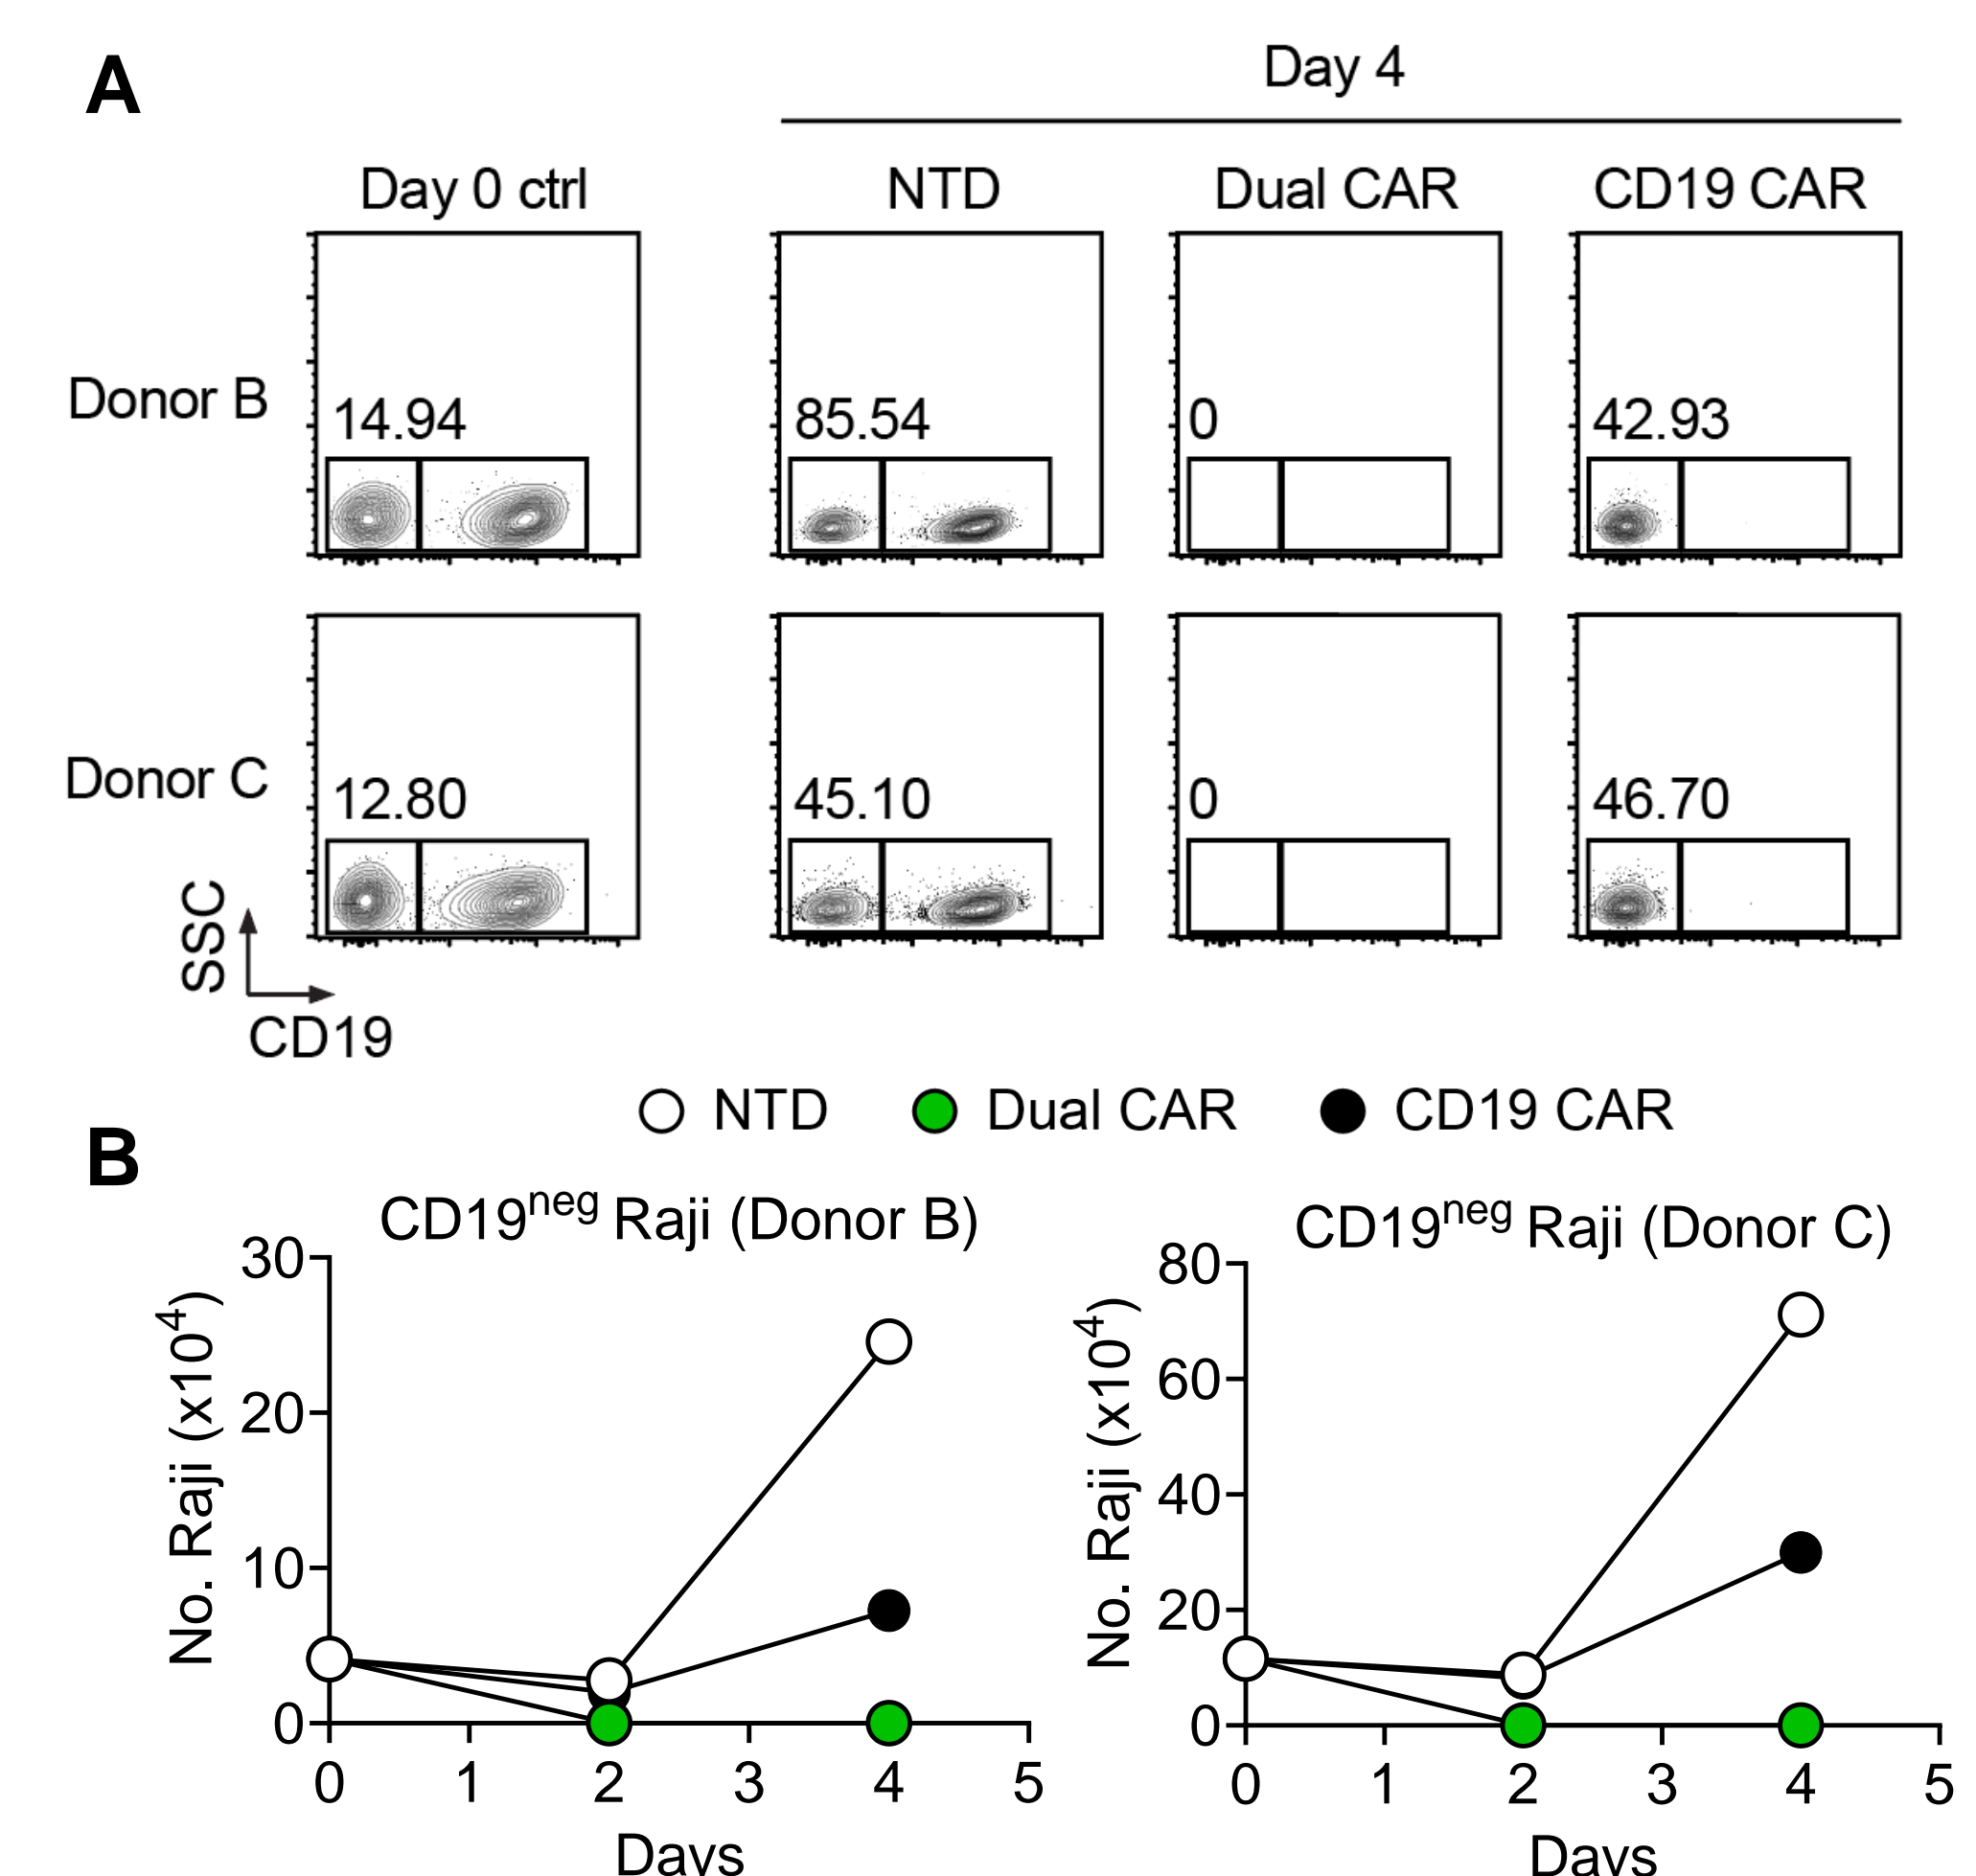 A
Day 4
Day 0 ctrl NTD Dual CAR CD19 CAR
Donor B 14.94 85.54 0 42.93
Donor C 12.80 45.10 0 46.70
SSC
CD19
NTD Dual CAR CD19 CAR
B
CD19neg Raji (Donor B)
No. Raji (x104)
30
20
10
0
0 1 2 3 4 5
Days
CD19neg Raji (Donor C)
No. Raji (x104)
80
60
40
20
0
0 1 2 3 4 5
Days